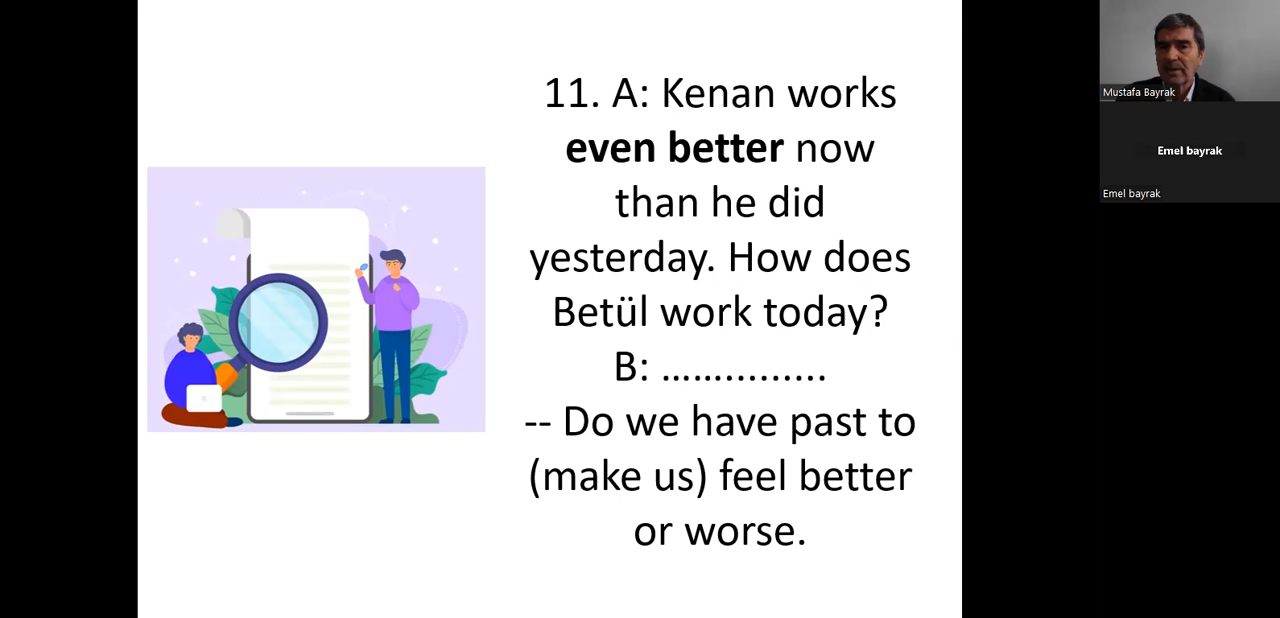 11. A: Kenan works
even better now
than he did
yesterday. How does
Betül work today?
B: ...............
-- Do we have past to
(make us) feel better
or worse.
Mustafa Bayrak
Emel bayrak
Emel bayrak